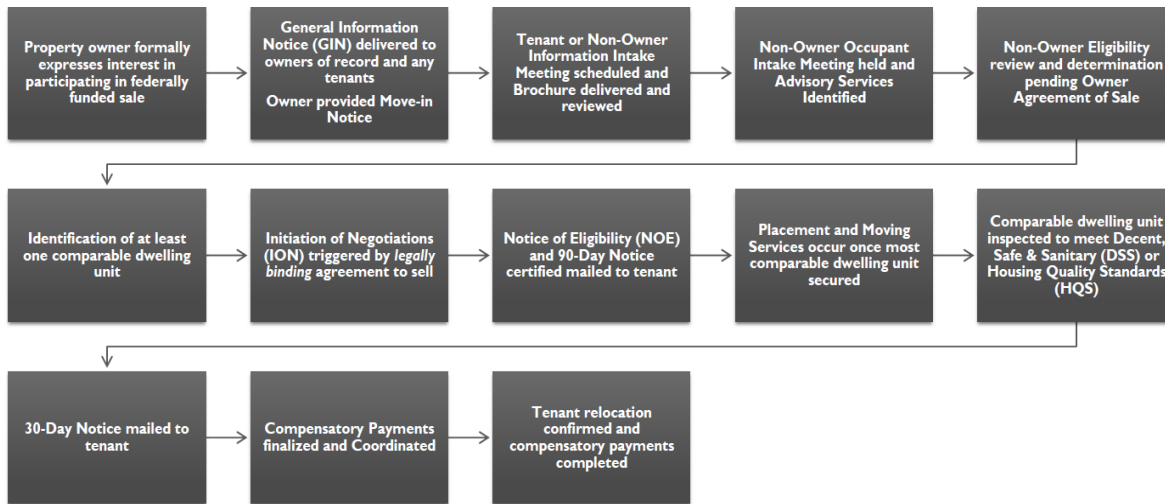 Property owner formally
expresses interest in
participating in federally
funded sale
General Information
Notice (GIN) delivered to
owners of record and any
tenants
Owner provided Move-in
Notice
Tenant or Non-Owner
Information Intake
Meeting scheduled and
Brochure delivered and
reviewed
Non-Owner Occupant
Intake Meeting held and
Advisory Services
Identified
Non-Owner Eligibility
review and determination
pending Owner
Agreement of Sale
Identification of at least
one comparable dwelling
unit
Initiation of Negotiations
(ION) triggered by legally
binding agreement to sell
Notice of Eligibility (NOE)
and 90-Day Notice
certified mailed to tenant
Placement and Moving
Services occur once most
comparable dwelling unit
secured
Comparable dwelling unit
inspected to meet Decent,
Safe & Sanitary (DSS) or
Housing Quality Standards
(HQS)
30-Day Notice mailed to
tenant
Compensatory Payments
finalized and Coordinated
Tenant relocation
confirmed and
compensatory payments
completed